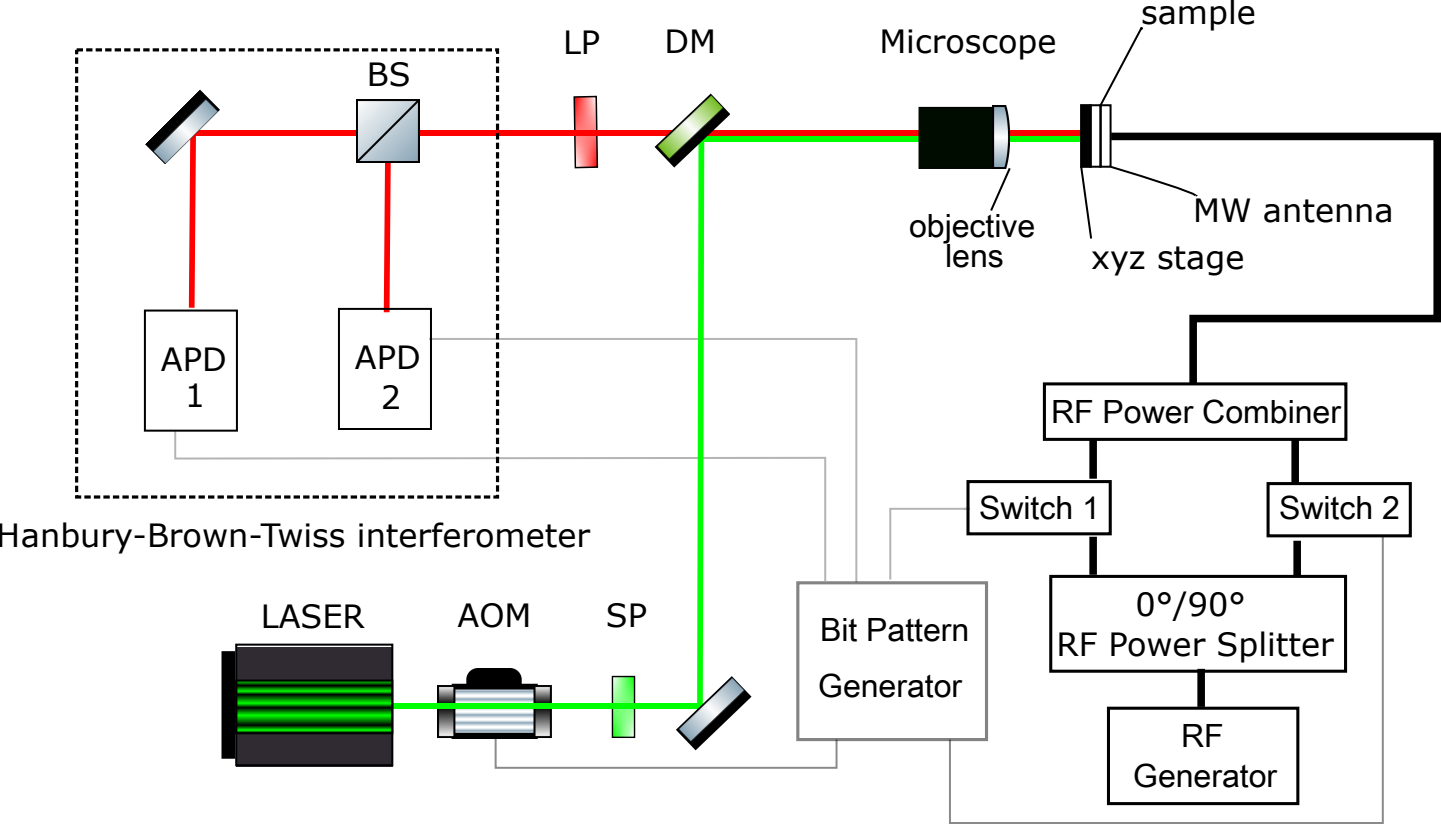 sample
LP
DM
Microscope
BS
MW antenna
objective
lens
xyz stage
APD
1
APD
2
RF Power Combiner
Switch 1
Switch 2
Hanbury-Brown-Twiss interferometer
LASER
AOM
SP
Bit Pattern
Generator
0°/90°
RF Power Splitter
RF
Generator